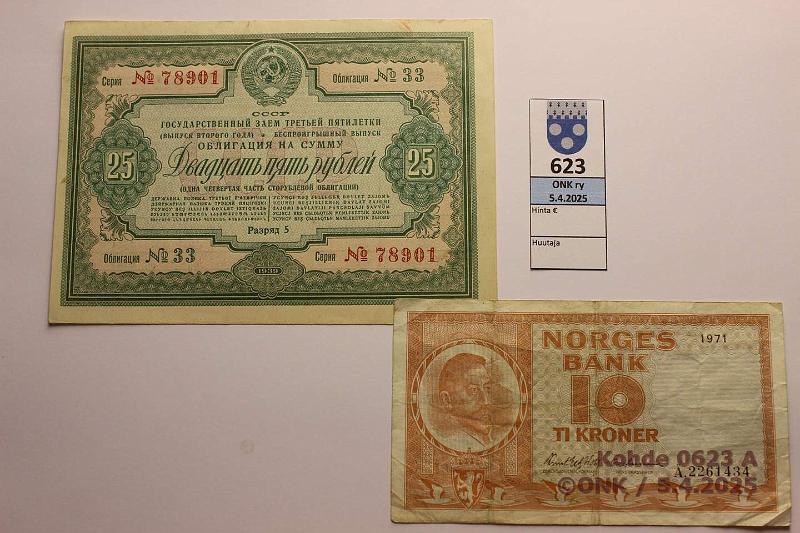 Серия № 78901
Облигация № 33
СССР
ГОСУДАРСТВЕННЫЙ ЗАЕМ ТРЕТЬЕЙ ПЯТИЛЕТКИ
(ВЫПУСК ВТОРОГО ГОДА) • БЕСПРОИГРЫШНЫЙ ВЫПУСК
ОБЛИГАЦИЯ НА СУММУ
25 Двадцать пять рублей 25
(ОДНА ЧЕТВЕРТАЯ ЧАСТЬ СТОРУБЛЕВОЙ ОБЛИГАЦИИ)
Разряд 5
Облигация № 33
Серия № 78901
1939
623
ONK ry
5.4.2025
Hinta €
Huutaja
NORGES
BANK
1971
10
TI KRONER
Kohde 0623 A
A.2261434
©ONK / 5.4.2025